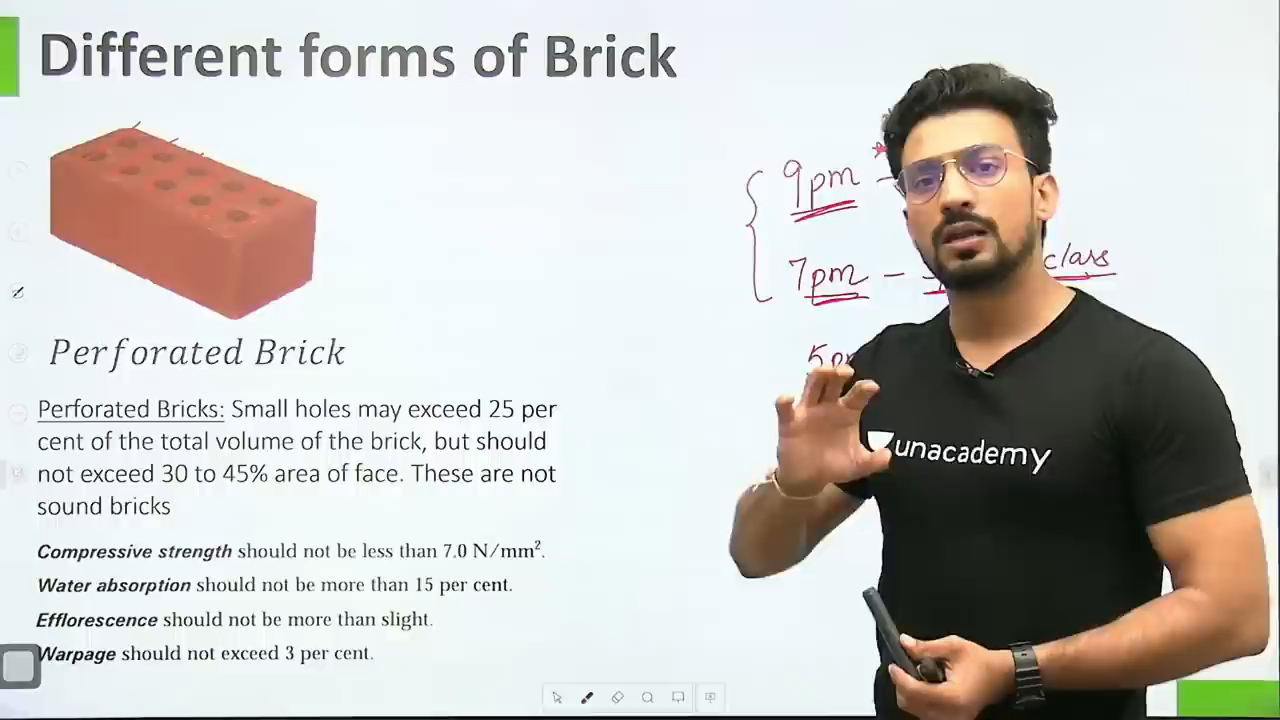 Different forms of Brick
9pm -
7pm - class
5pm
Perforated Brick
Perforated Bricks: Small holes may exceed 25 per
cent of the total volume of the brick, but should
not exceed 30 to 45% area of face. These are not
sound bricks
Compressive strength should not be less than 7.0 N/mm².
Water absorption should not be more than 15 per cent.
Efflorescence should not be more than slight.
Warpage should not exceed 3 per cent.
unacademy